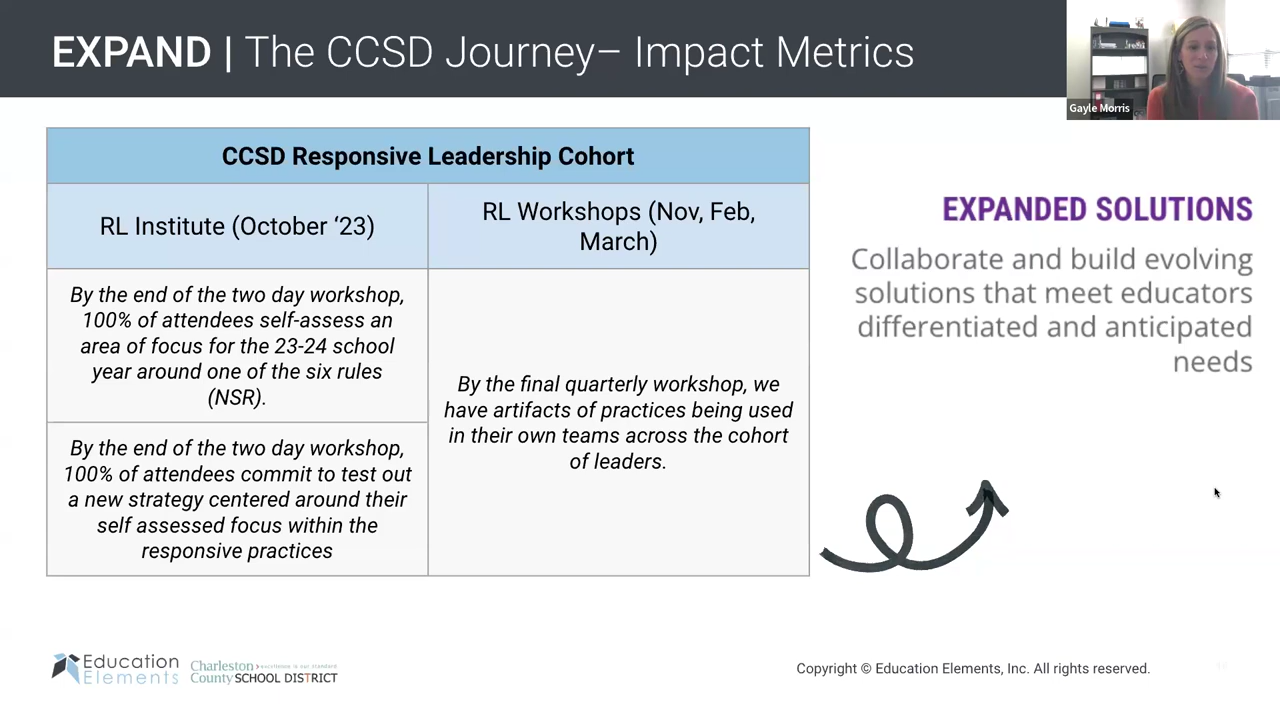 EXPAND | The CCSD Journey– Impact Metrics
Gayle Morris
CCSD Responsive Leadership Cohort
RL Institute (October ‘23)
RL Workshops (Nov, Feb,
March)
By the end of the two day workshop,
100% of attendees self-assess an
area of focus for the 23-24 school
year around one of the six rules
(NSR).
By the end of the two day workshop,
100% of attendees commit to test out
a new strategy centered around their
self assessed focus within the
responsive practices
By the final quarterly workshop, we
have artifacts of practices being used
in their own teams across the cohort
of leaders.
EXPANDED SOLUTIONS
Collaborate and build evolving
solutions that meet educators
differentiated and anticipated
needs
Education
Elements
Charleston excellence is our standard
County SCHOOL DISTRICT
Copyright © Education Elements, Inc. All rights reserved.